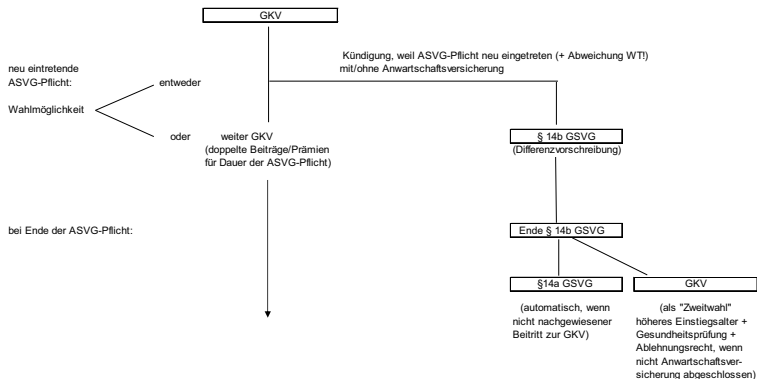 GKV
Kündigung, weil ASVG-Pflicht neu eingetreten (+ Abweichung WT!)
mit/ohne Anwartschaftsversicherung
neu eintretende
ASVG-Pflicht:
entweder
Wahlmöglichkeit
oder
weiter GKV
(doppelte Beiträge/Prämien
für Dauer der ASVG-Pflicht)
§ 14b GSVG
(Differenzvorschreibung)
bei Ende der ASVG-Pflicht:
Ende § 14b GSVG
§14a GSVG
(automatisch, wenn
nicht nachgewiesener
Beitritt zur GKV)
GKV
(als "Zweitwahl"
höheres Einstiegsalter +
Gesundheitsprüfung +
Ablehnungsrecht, wenn
nicht Anwartschaftsver-
sicherung abgeschlossen)